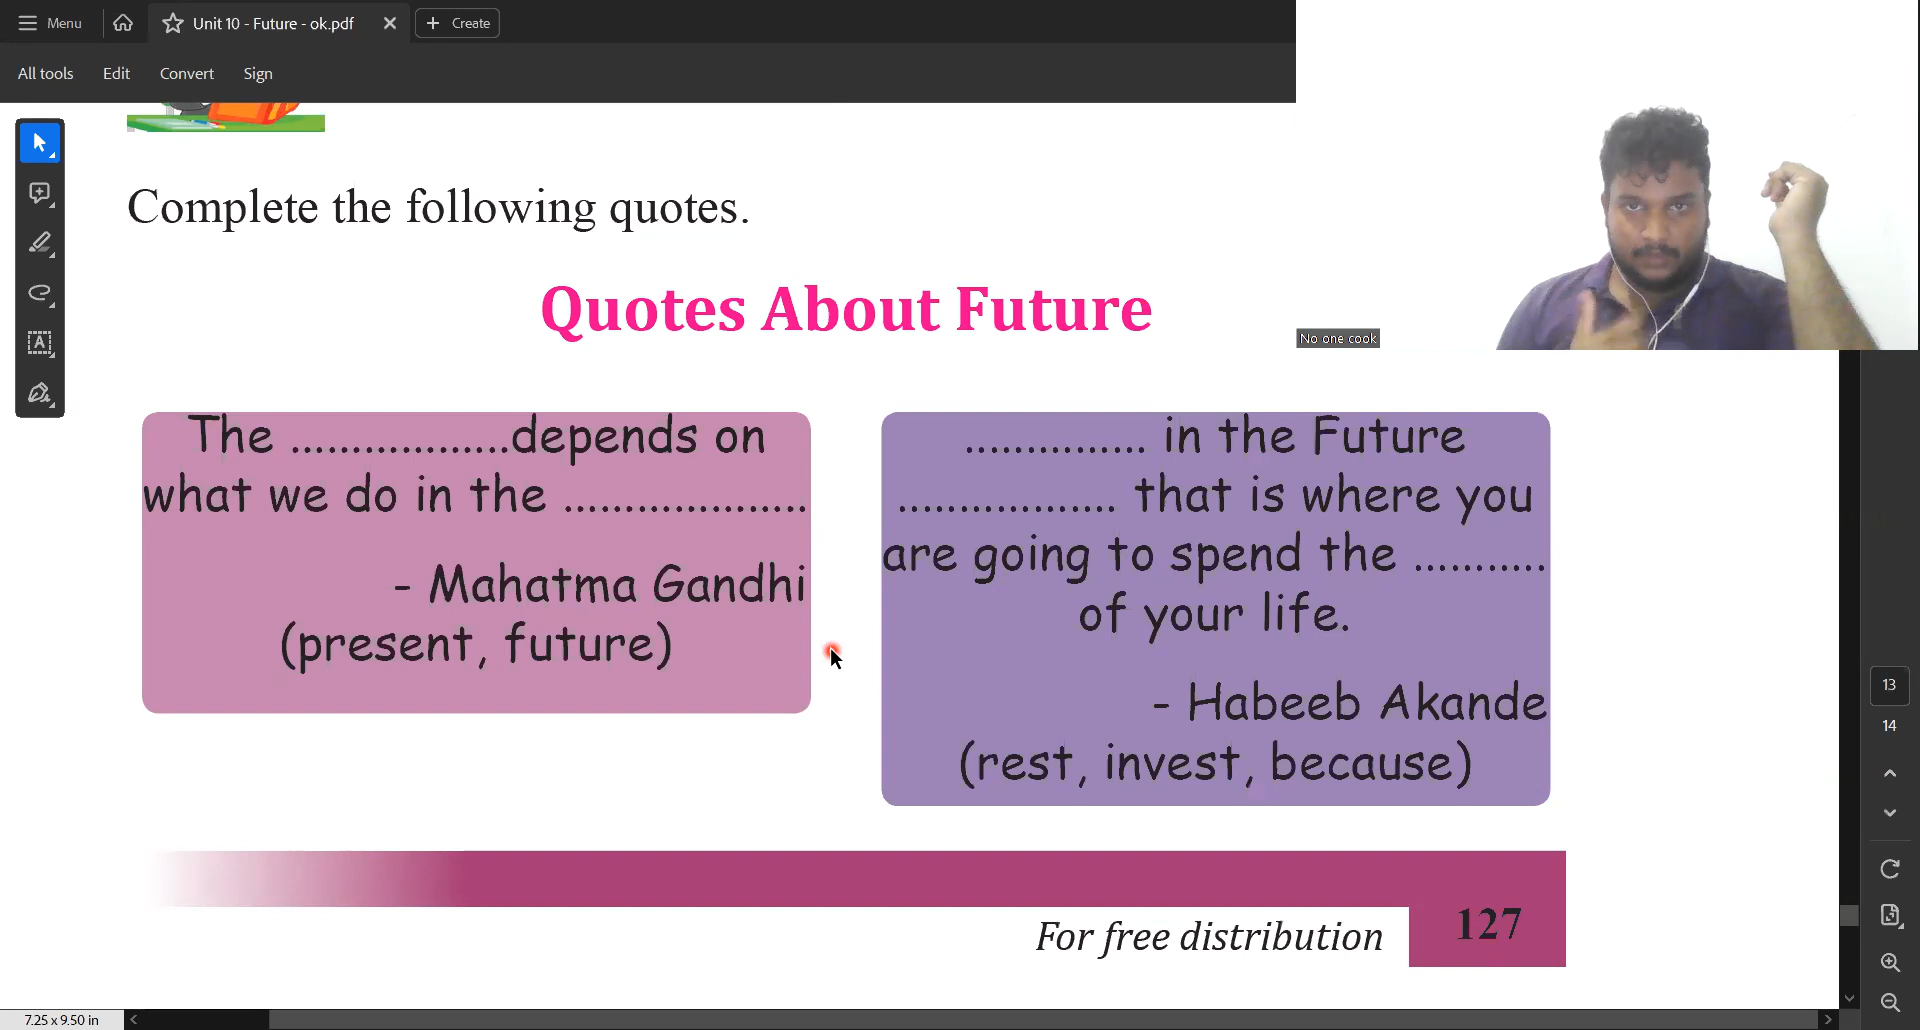 Menu
Unit 10 - Future - ok.pdf
Create
All tools Edit Convert Sign
Complete the following quotes.
Quotes About Future
No one cook
The ..................depends on
what we do in the ....................
- Mahatma Gandhi
(present, future)
............... in the Future
.................. that is where you
are going to spend the ...........
of your life.
- Habeeb Akande
(rest, invest, because)
13
14
For free distribution
127
7.25 x 9.50 in